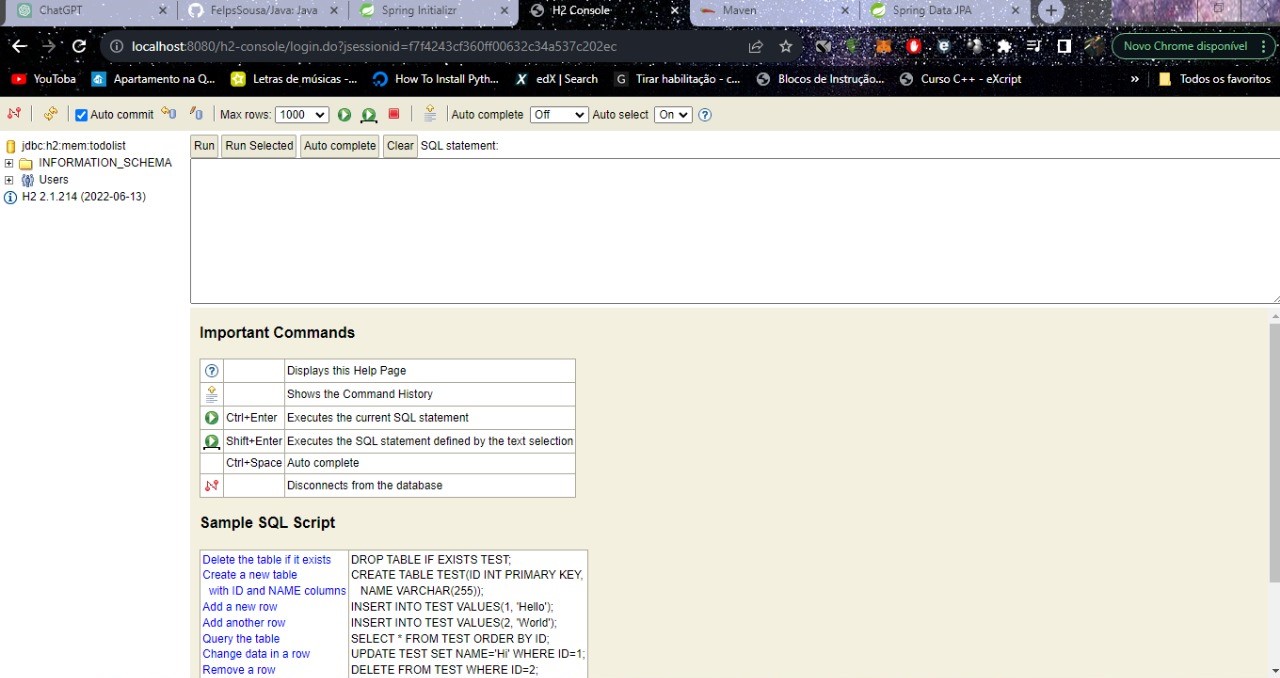 ChatGPT
FelpsSousa/Java: Java
Spring Initializr
H2 Console
Maven
Spring Data JPA
localhost:8080/h2-console/login.do?jsessionid=f7f4243cf360ff00632c34a537c202ec
Novo Chrome disponível
YouToba
Apartamento na Q...
Letras de músicas -...
How To Install Pyth...
edX | Search
Tirar habilitação - c...
Blocos de Instrução...
Curso C++ - eXcript
»
Todos os favoritos
Auto commit
Max rows: 1000
Auto complete Off
Auto select On
jdbc:h2:mem:todolist
INFORMATION_SCHEMA
Users
H2 2.1.214 (2022-06-13)
Run Run Selected Auto complete Clear SQL statement:
Important Commands
Displays this Help Page
Shows the Command History
Ctrl+Enter Executes the current SQL statement
Shift+Enter Executes the SQL statement defined by the text selection
Ctrl+Space Auto complete
Disconnects from the database
Sample SQL Script
Delete the table if it exists DROP TABLE IF EXISTS TEST;
Create a new table CREATE TABLE TEST(ID INT PRIMARY KEY,
with ID and NAME columns NAME VARCHAR(255));
Add a new row INSERT INTO TEST VALUES(1, 'Hello');
Add another row INSERT INTO TEST VALUES(2, 'World');
Query the table SELECT * FROM TEST ORDER BY ID;
Change data in a row UPDATE TEST SET NAME='Hi' WHERE ID=1;
Remove a row DELETE FROM TEST WHERE ID=2;